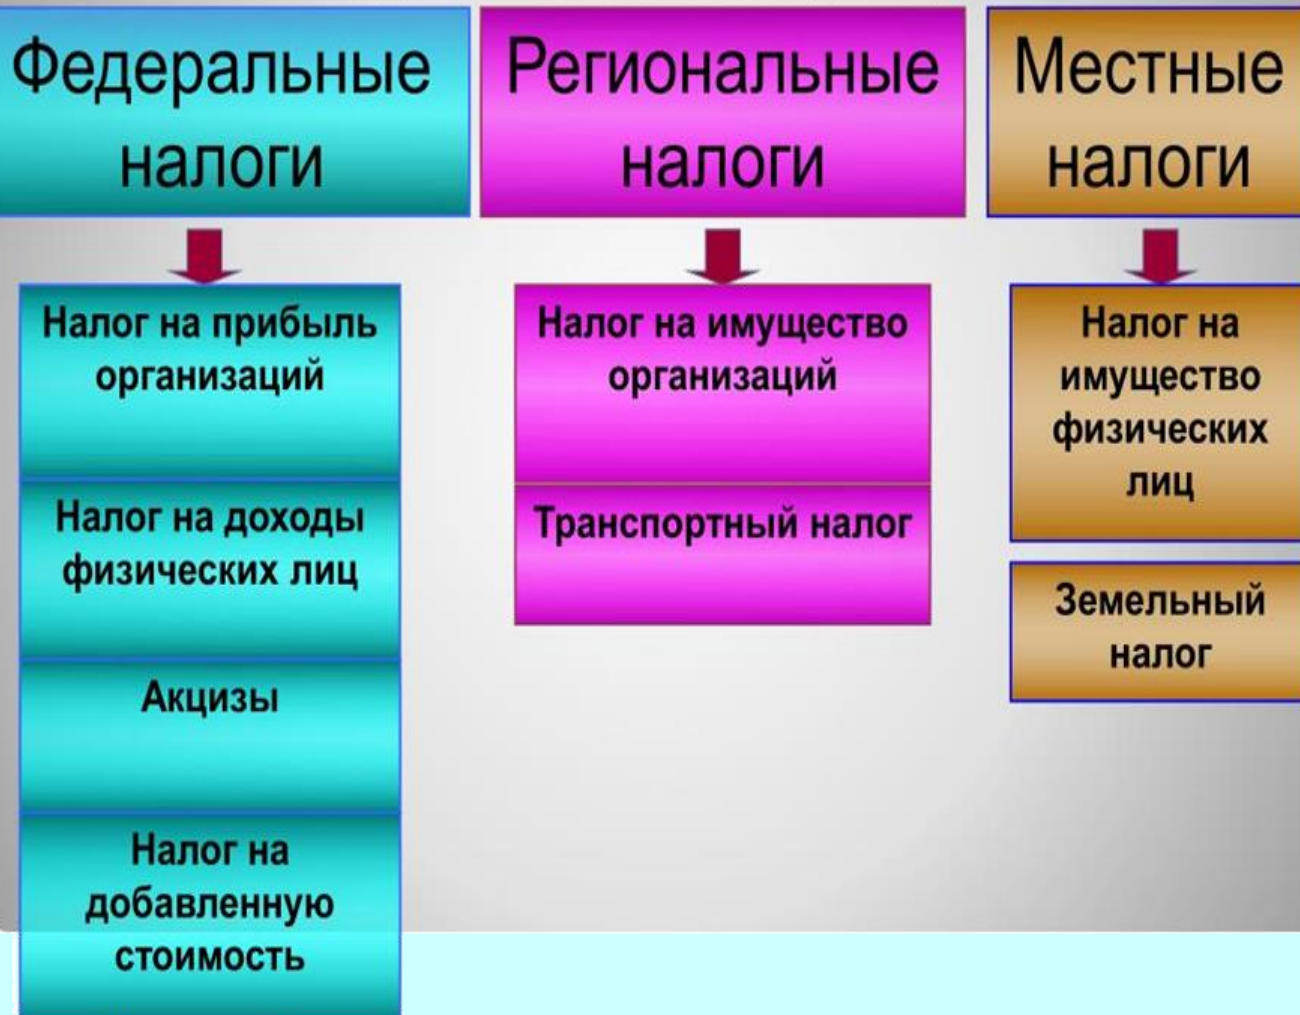 Федеральные
налоги
Региональные
налоги
Местные
налоги
Налог на прибыль
организаций
Налог на доходы
физических лиц
Акцизы
Налог на
добавленную
стоимость
Налог на имущество
организаций
Транспортный налог
Налог на
имущество
физических
лиц
Земельный
налог